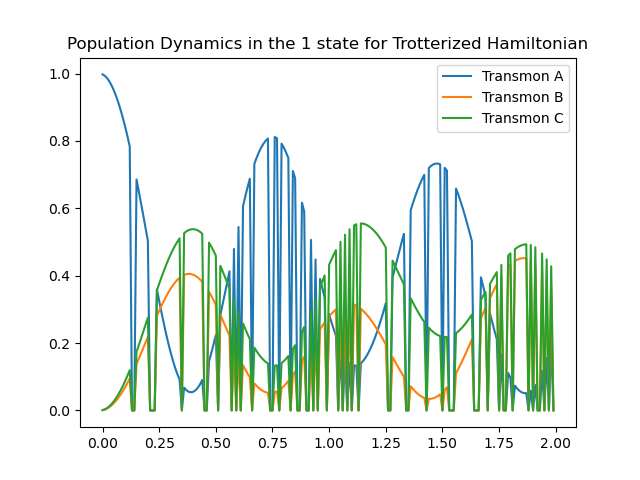 Population Dynamics in the 1 state for Trotterized Hamiltonian
Transmon A
Transmon B
Transmon C
1.0
0.8
0.6
0.4
0.2
0.0
0.00 0.25 0.50 0.75 1.00 1.25 1.50 1.75 2.00